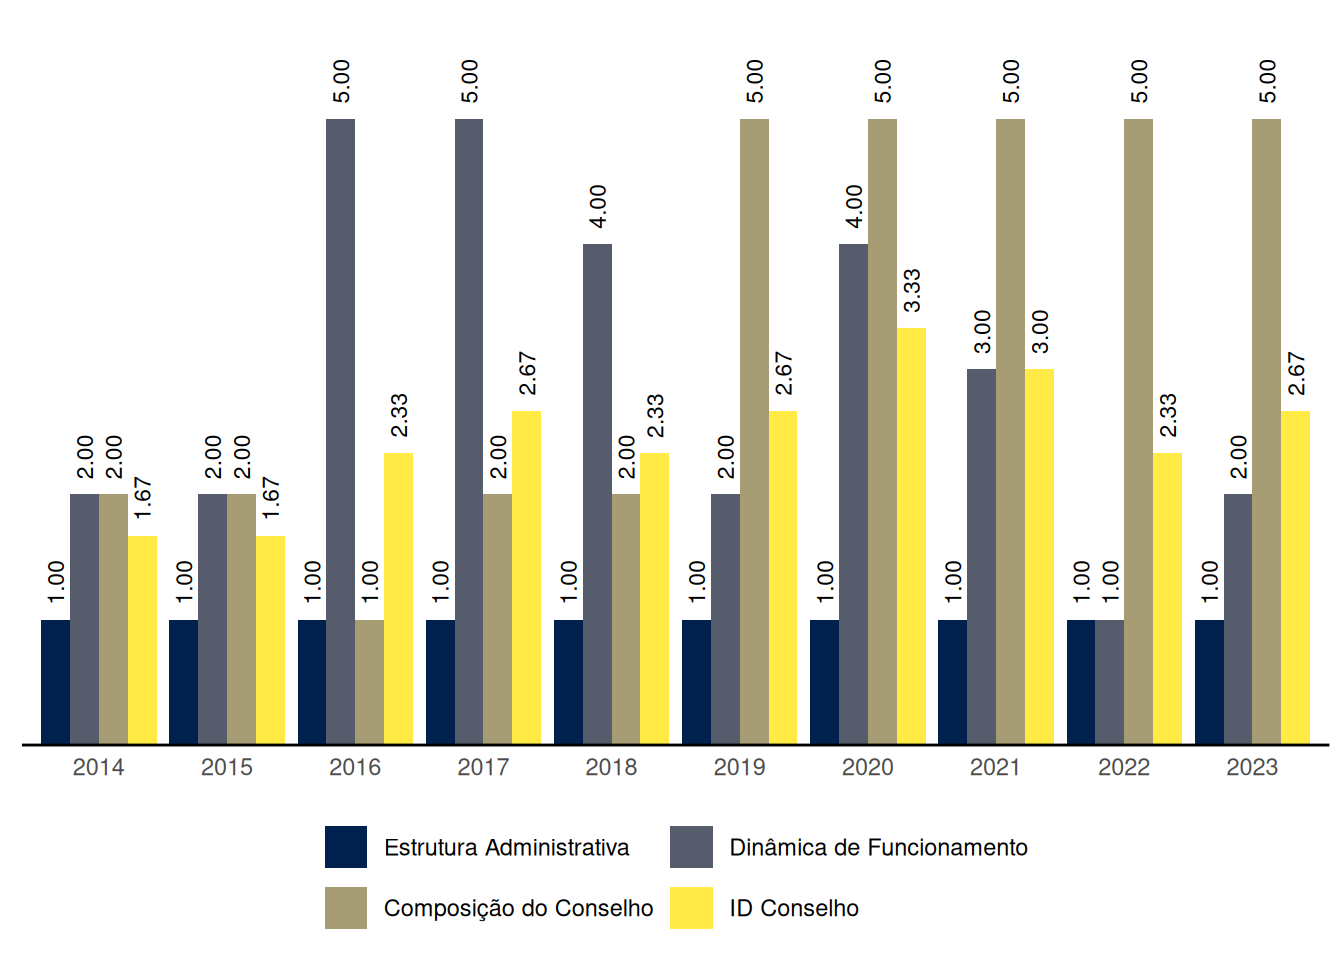 5.00 5.00 5.00 5.00 5.00 5.00 5.00
4.00 4.00
3.33
3.00 3.00
2.67 2.67 2.67
2.33 2.33 2.33
2.00 2.00 2.00 2.00 2.00 2.00 2.00 2.00
1.67 1.67
1.00 1.00 1.00 1.00 1.00 1.00 1.00 1.00 1.00 1.00 1.00 1.00
2014 2015 2016 2017 2018 2019 2020 2021 2022 2023
Estrutura Administrativa Dinâmica de Funcionamento
Composição do Conselho ID Conselho